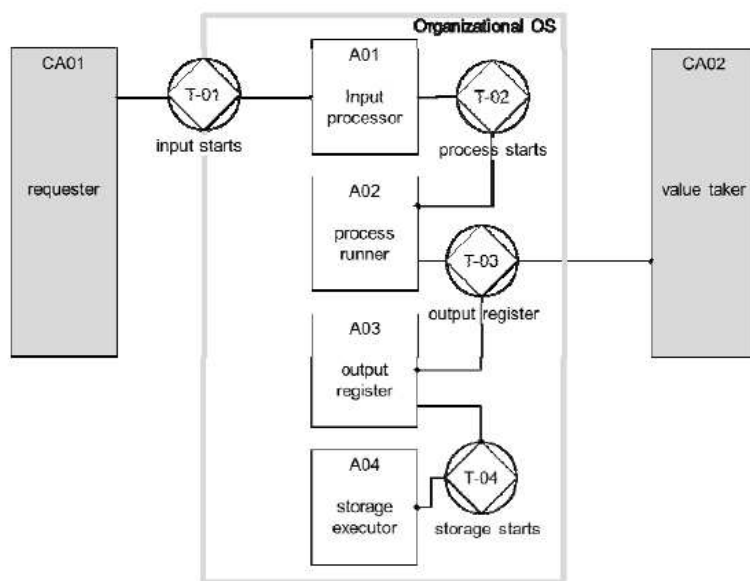 Organizational OS
CA01
requester
T-01
input starts
A01
Input
processor
T-02
process starts
CA02
value taker
A02
process
runner
T-03
output register
A03
output
register
A04
storage
executor
T-04
storage starts